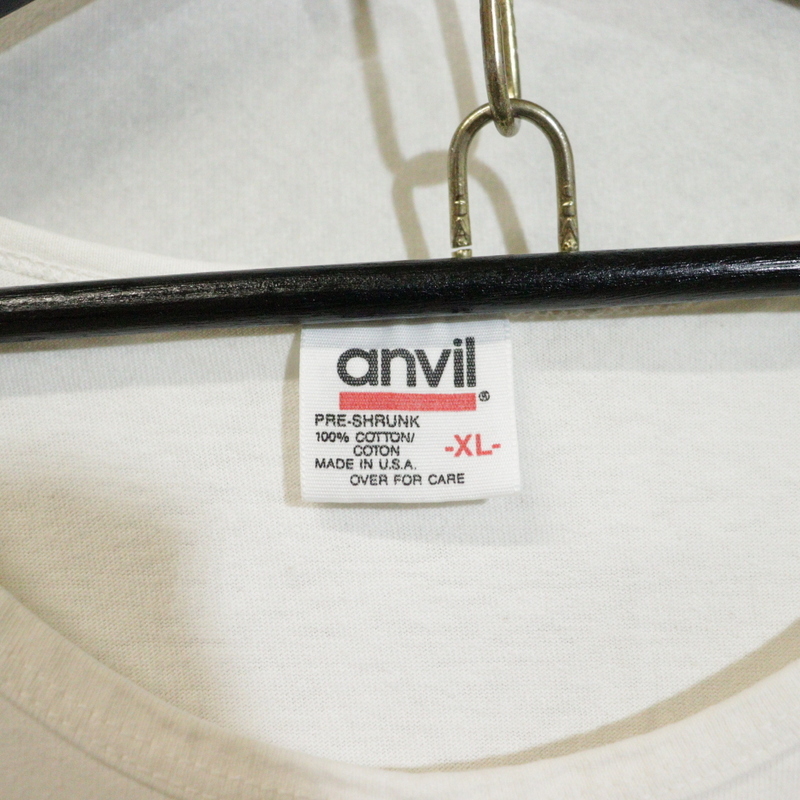 anvil®
PRE-SHRUNK
100% COTTON/
COTON
-XL-
MADE IN U.S.A.
OVER FOR CARE